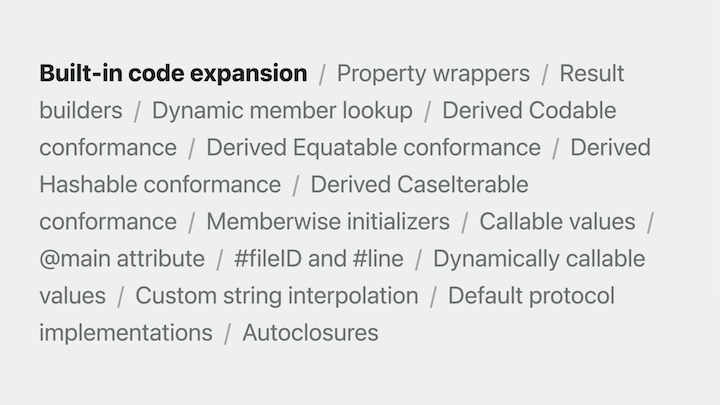 Built-in code expansion / Property wrappers / Result
builders / Dynamic member lookup / Derived Codable
conformance / Derived Equatable conformance / Derived
Hashable conformance / Derived CaseIterable
conformance / Memberwise initializers / Callable values /
@main attribute / #fileID and #line / Dynamically callable
values / Custom string interpolation / Default protocol
implementations / Autoclosures